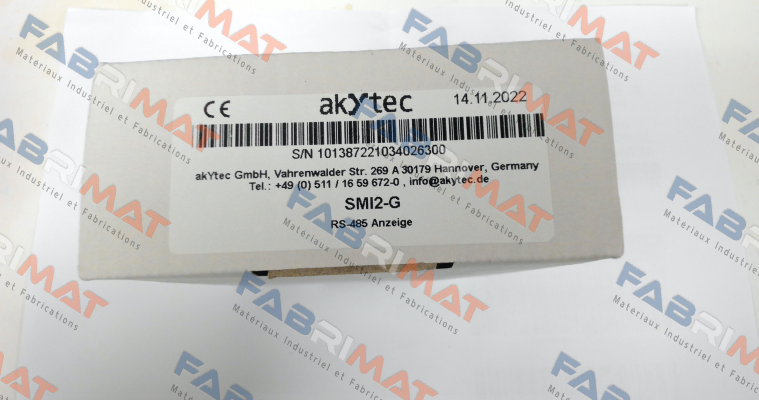 CE
akYtec
14.11.2022
S/N 101387221034026300
akYtec GmbH, Vahrenwalder Str. 269 A 30179 Hannover, Germany
Tel.: +49 (0) 511 / 16 59 672-0 , info@akytec.de
SMI2-G
RS-485 Anzeige
FABRIMAT
Matériaux Industriel et Fabrications